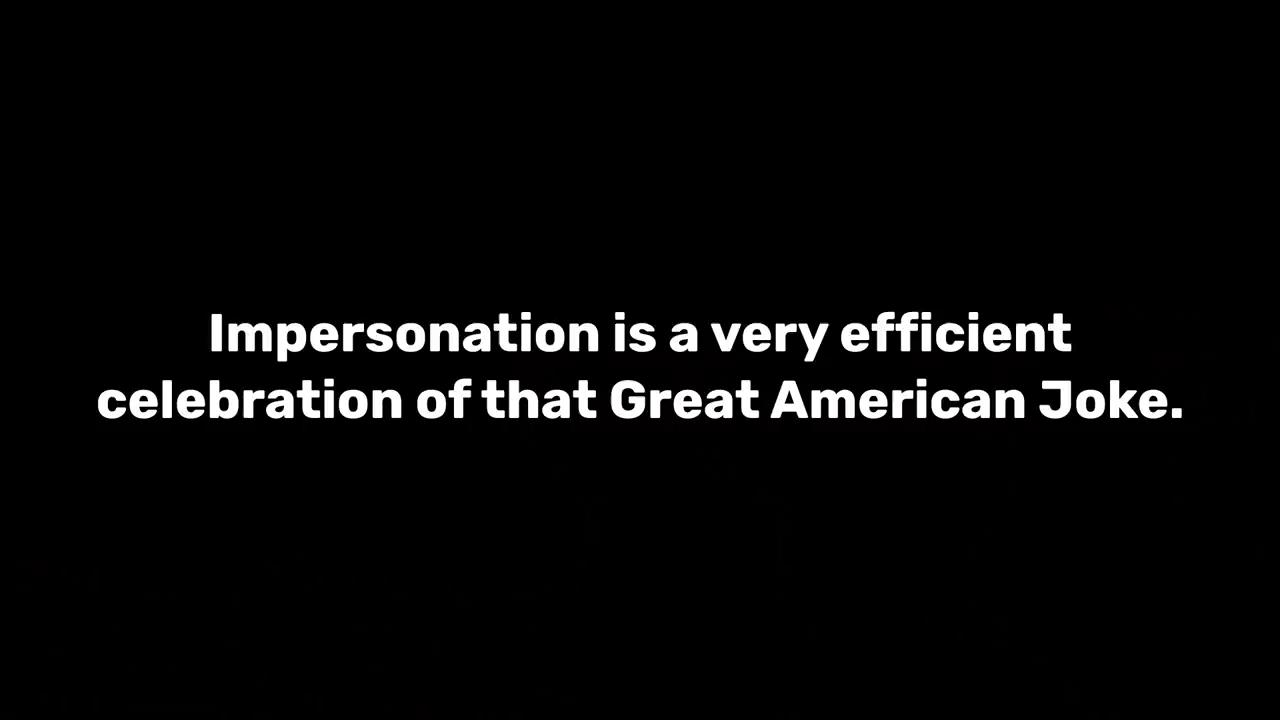 Impersonation is a very efficient
celebration of that Great American Joke.